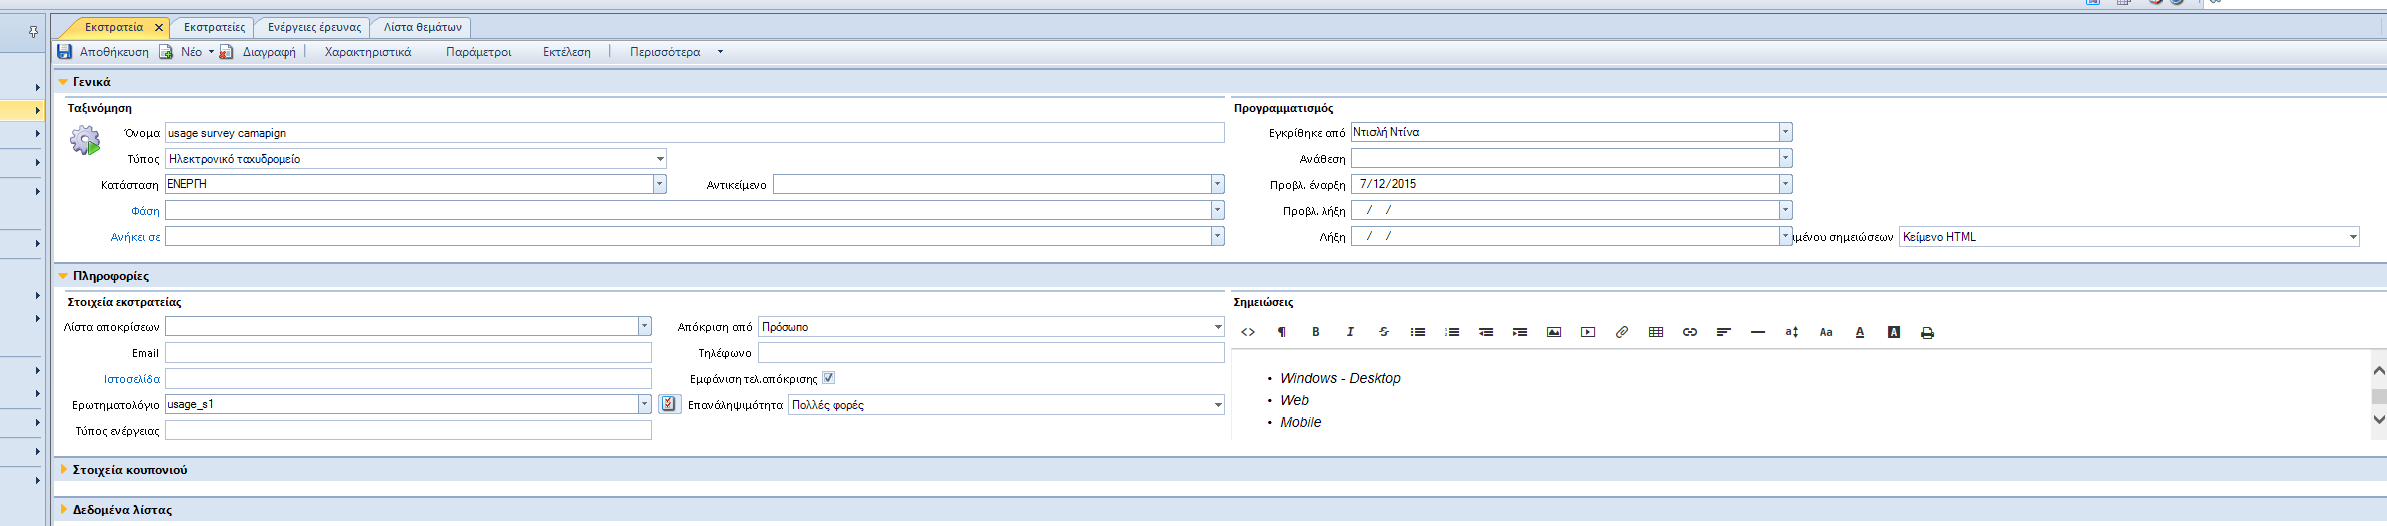 Εκστρατεία Εκστρατείες Ενέργειες έρευνας Λίστα θεμάτων
Αποθήκευση Νέο Διαγραφή Χαρακτηριστικά Παράμετροι Εκτέλεση Περισσότερα
Γενικά
Ταξινόμηση
Όνομα usage survey camapign
Τύπος Ηλεκτρονικό ταχυδρομείο
Κατάσταση ΕΝΕΡΓΗ Αντικείμενο
Φάση
Ανήκει σε
Προγραμματισμός
Εγκρίθηκε από Ντισλή Ντίνα
Ανάθεση
Προβλ. έναρξη 7/12/2015
Προβλ. λήξη / /
Λήξη / / μένου σημειώσεων Κείμενο HTML
Πληροφορίες
Στοιχεία εκστρατείας
Λίστα αποκρίσεων Απόκριση από Πρόσωπο
Email Τηλέφωνο
Ιστοσελίδα Εμφάνιση τελ.απόκρισης
Ερωτηματολόγιο usage_s1 Επανάληψιμότητα Πολλές φορές
Τύπος ενέργειας
Σημειώσεις
• Windows - Desktop
• Web
• Mobile
Στοιχεία κουπονιού
Δεδομένα λίστας